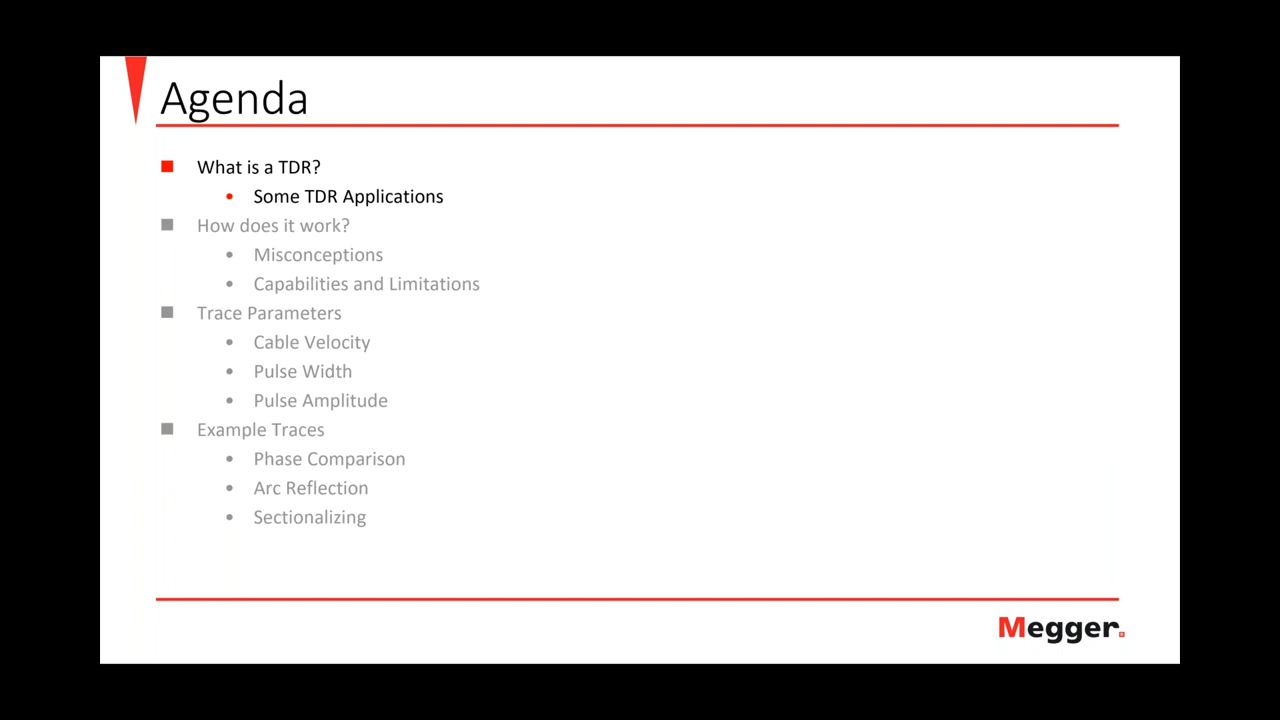 Agenda
What is a TDR?
Some TDR Applications
How does it work?
Misconceptions
Capabilities and Limitations
Trace Parameters
Cable Velocity
Pulse Width
Pulse Amplitude
Example Traces
Phase Comparison
Arc Reflection
Sectionalizing
Megger.